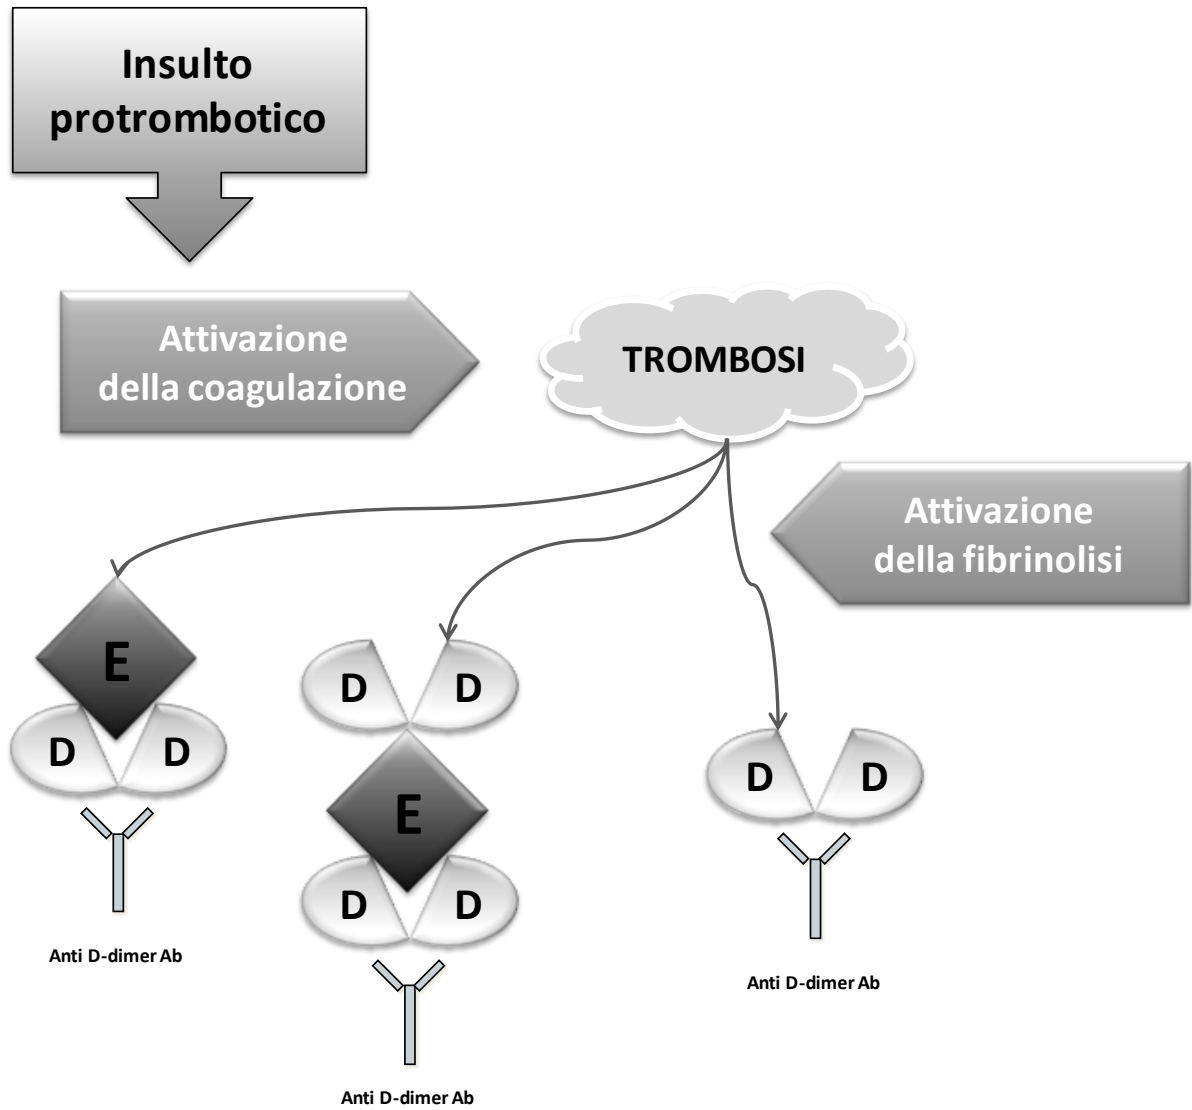 Insulto
protrombotico
Attivazione
della coagulazione
TROMBOSI
Attivazione
della fibrinolisi
E
D D
D D
E
D D
D D
Anti D-dimer Ab
Anti D-dimer Ab
Anti D-dimer Ab